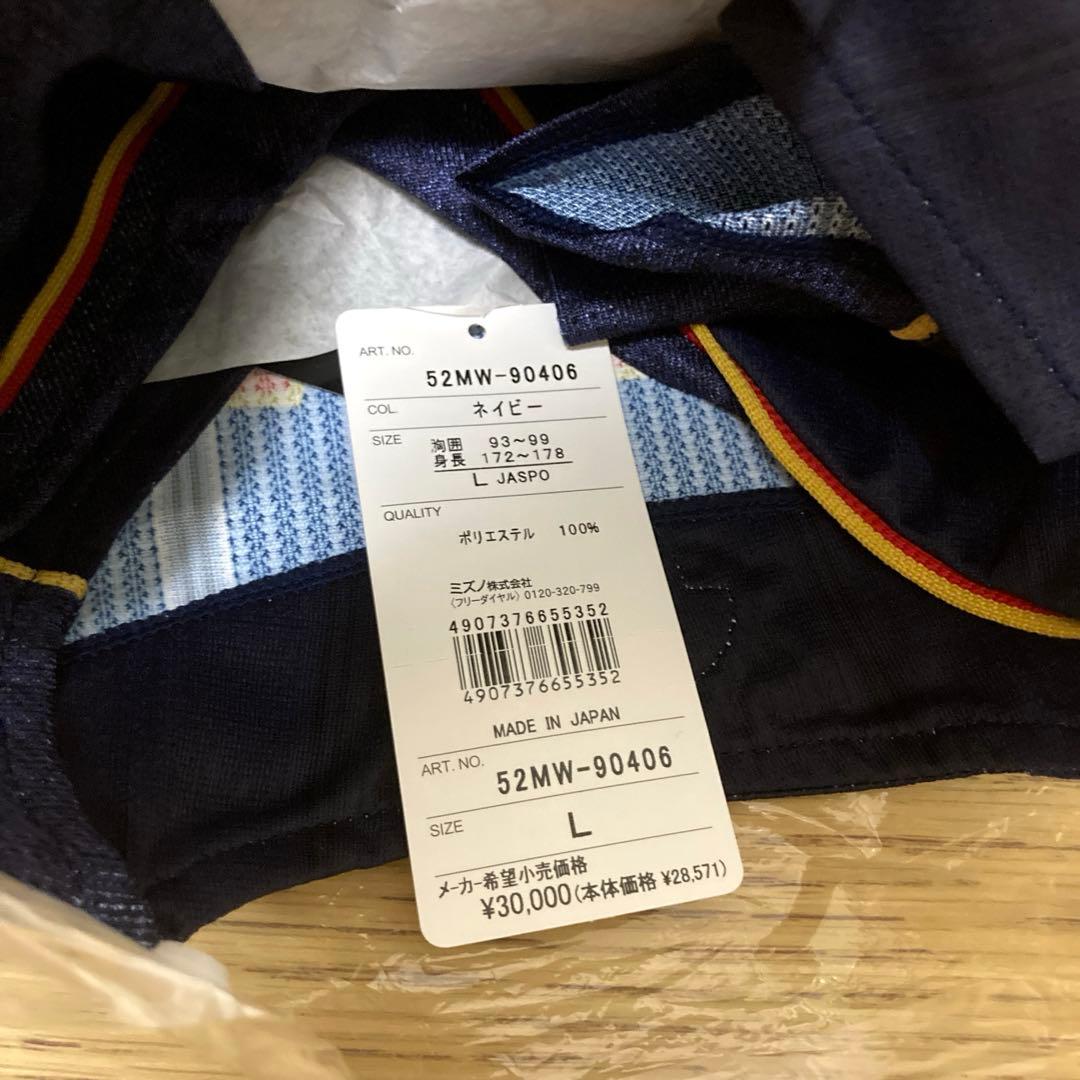 ART. NO.
52MW-90406
COL. ネイビー
SIZE 胸囲 93~99
身長 172~178
L JASPO
QUALITY
ポリエステル 100%
ミズノ株式会社
〈フリーダイヤル〉0120-320-799
4907376655352
4907376655352
MADE IN JAPAN
ART. NO. 52MW-90406
SIZE L
メーカー希望小売価格
¥30,000(本体価格 ¥28,571)